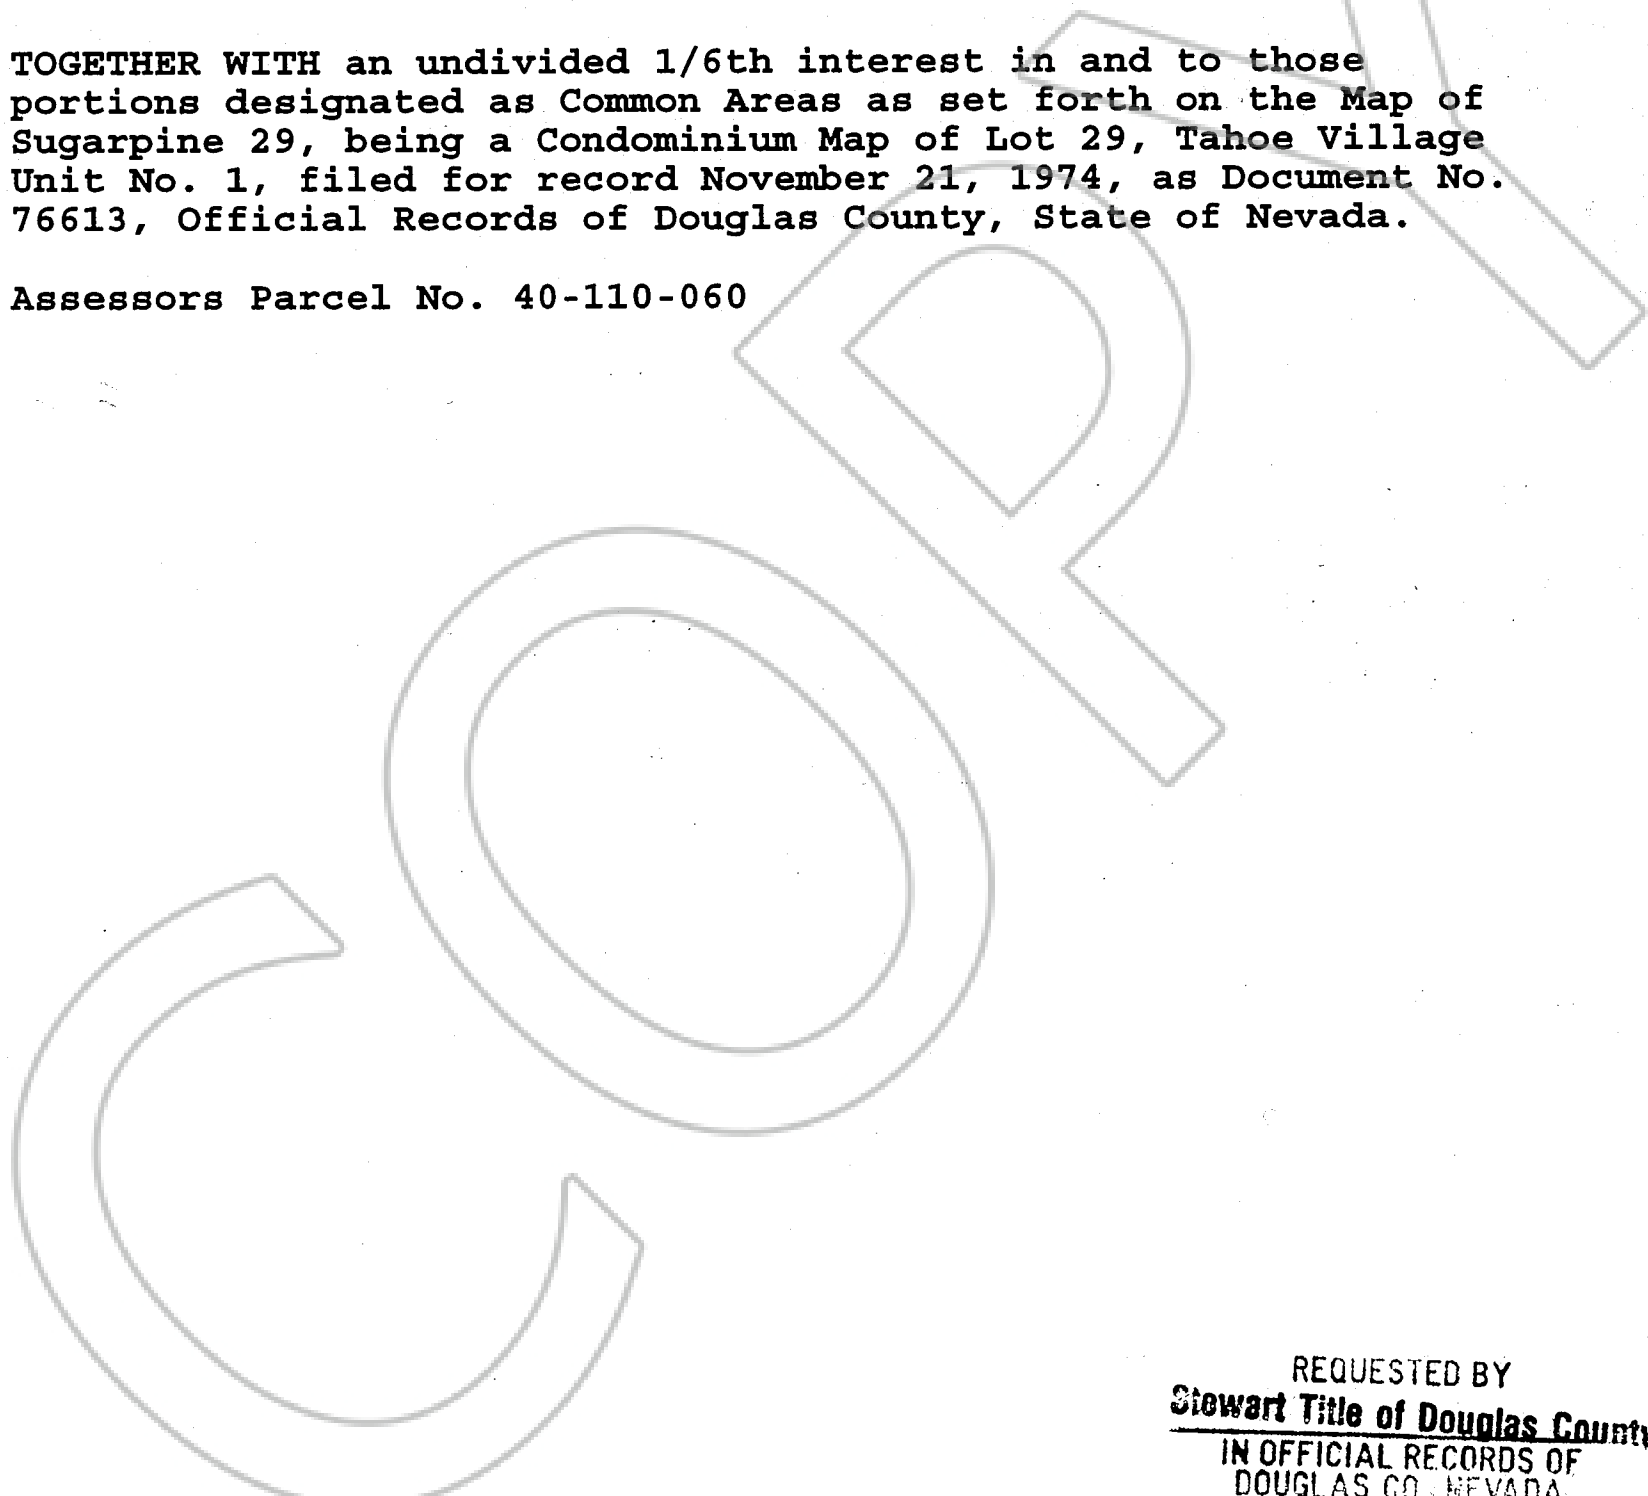 TOGETHER WITH an undivided 1/6th interest in and to those
portions designated as Common Areas as set forth on the Map of
Sugarpine 29, being a Condominium Map of Lot 29, Tahoe Village
Unit No. 1, filed for record November 21, 1974, as Document No.
76613, Official Records of Douglas County, State of Nevada.
Assessors Parcel No. 40-110-060
COPY
REQUESTED BY
Stewart Title of Douglas County
IN OFFICIAL RECORDS OF
DOUGLAS CO. NEVADA